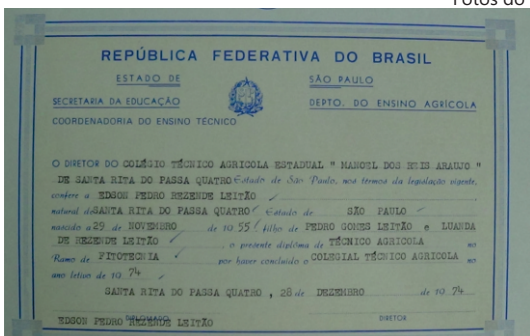 Fotos do
REPÚBLICA FEDERATIVA DO BRASIL
ESTADO DE SÃO PAULO
SECRETARIA DA EDUCAÇÃO DEPTO. DO ENSINO AGRÍCOLA
COORDENADORIA DO ENSINO TÉCNICO
O DIRETOR DO COLÉGIO TÉCNICO AGRICOLA ESTADUAL " MANOEL DOS REIS ARAUJO "
DE SANTA RITA DO PASSA QUATRO Estado de São Paulo, nos termos da legislação vigente,
confere a EDSON PEDRO REZENDE LEITÃO
natural de SANTA RITA DO PASSA QUATRO Estado de SÃO PAULO
nascido a 29 de NOVEMBRO de 19 55 filho de PEDRO GOMES LEITÃO e LUANDA
DE REZENDE LEITÃO , o presente diploma de TÉCNICO AGRICOLA no
Ramo de FITOTECNIA por haver concluído o COLEGIAL TÉCNICO AGRICOLA no
ano letivo de 19 74
SANTA RITA DO PASSA QUATRO , 28 de DEZEMBRO de 19 74
DIPLOMADO DIRETOR
EDSON PEDRO REZENDE LEITÃO